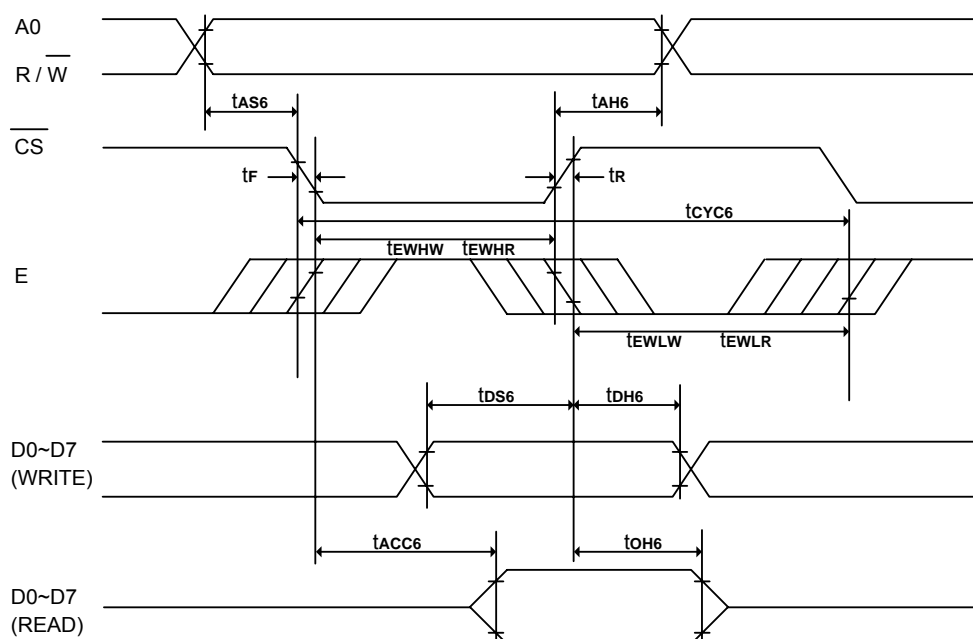 A0
R / W
tAS6 tAH6
CS
tF tR
tCYC6
tEWHW tEWHR
E
tEWLW tEWLR
tDS6 tDH6
D0~D7
(WRITE)
tACC6 tOH6
D0~D7
(READ)